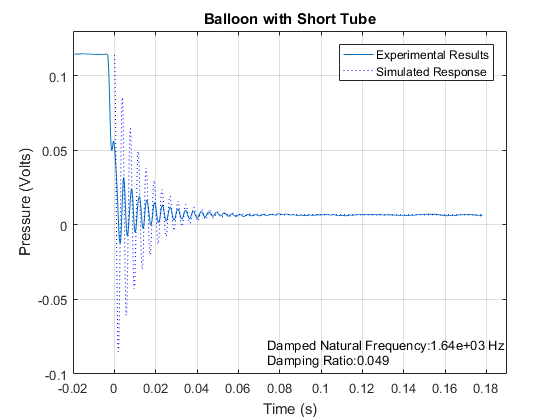 Balloon with Short Tube
Experimental Results
Simulated Response
0.1
0.05
0
-0.05
-0.1
Pressure (Volts)
Damped Natural Frequency:1.64e+03 Hz
Damping Ratio:0.049
-0.02 0 0.02 0.04 0.06 0.08 0.1 0.12 0.14 0.16 0.18
Time (s)